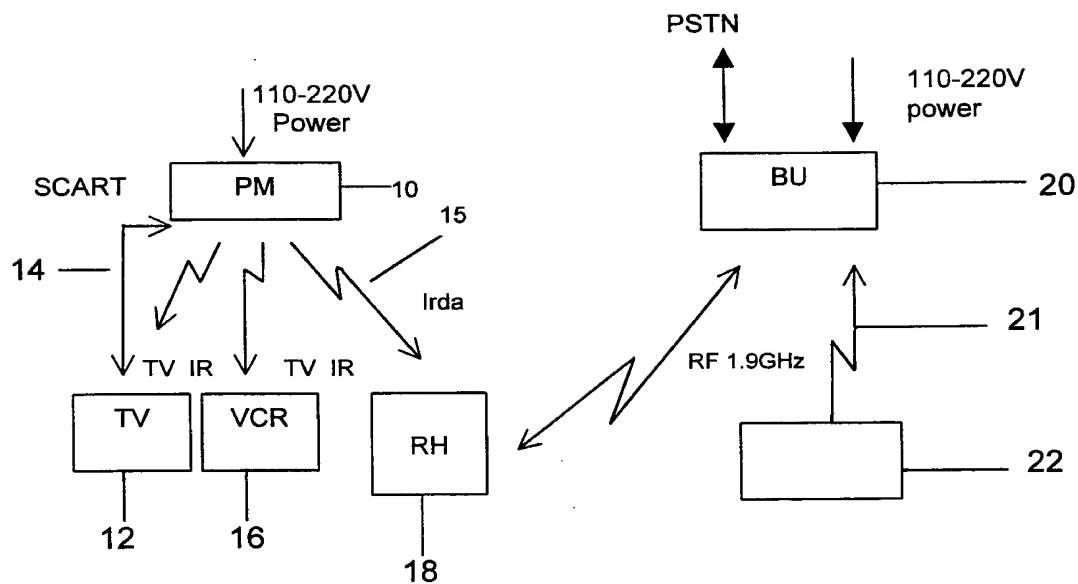 PSTN
110-220V
Power
110-220V
power
SCART
PM
10
BU
20
15
14
Irda
21
TV IR
TV IR
RF 1.9GHz
TV
VCR
RH
22
12
16
18